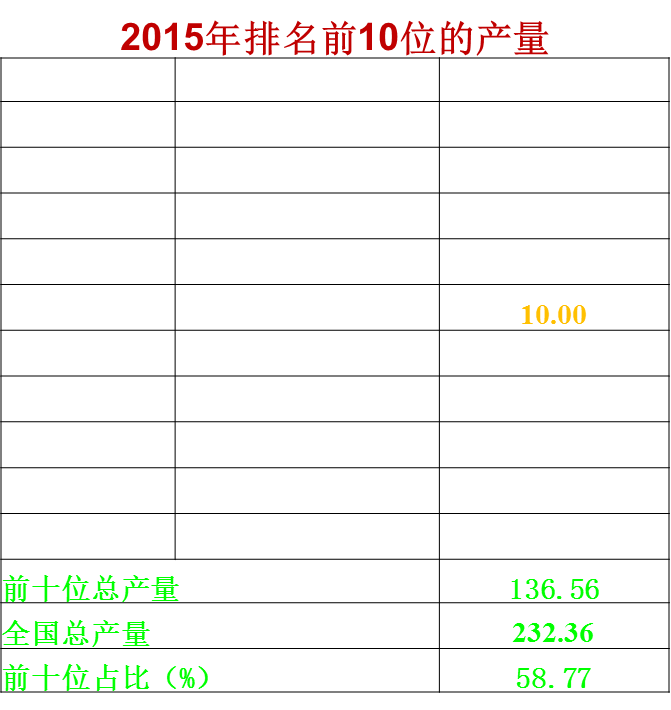 2015年排名前10位的产量
10.00
前十位总产量 136.56
全国总产量 232.36
前十位占比（%） 58.77